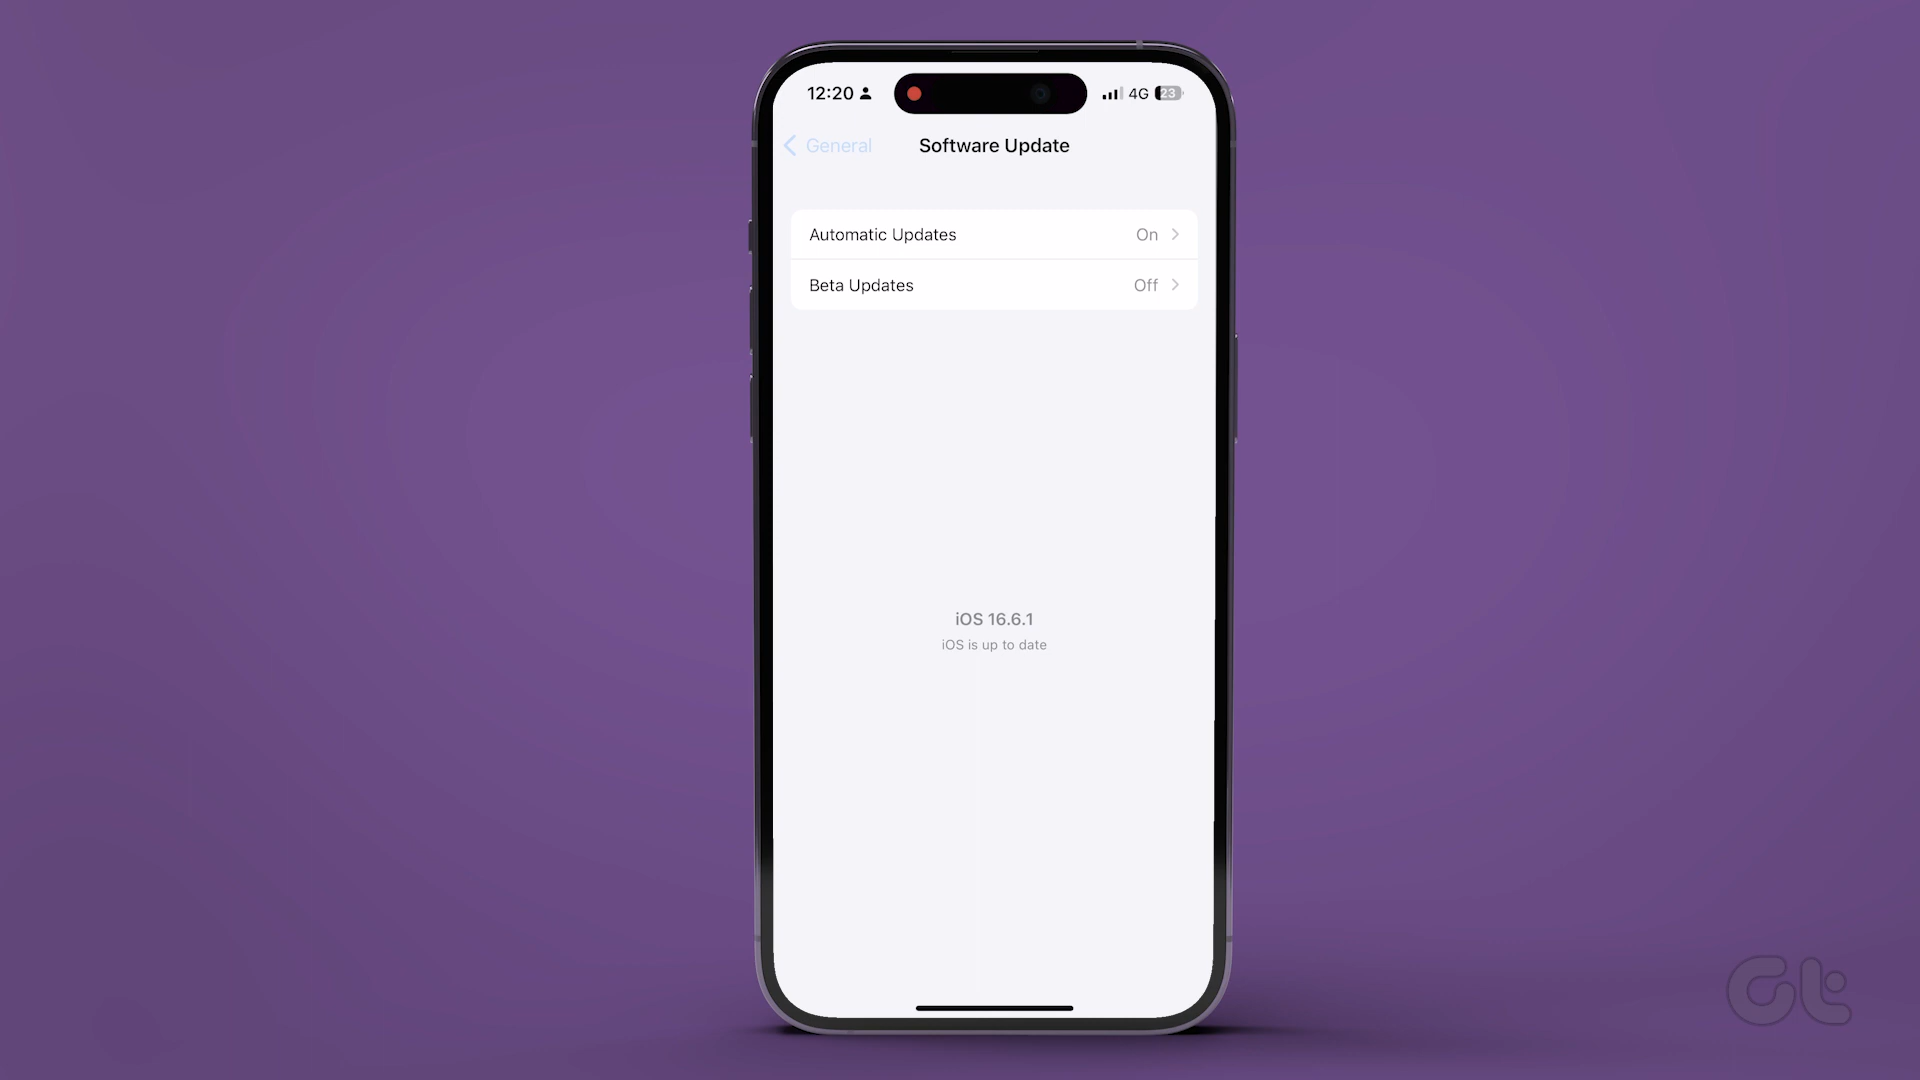 12:20 4G 23
General Software Update
Automatic Updates On
Beta Updates Off
iOS 16.6.1
iOS is up to date
Gt